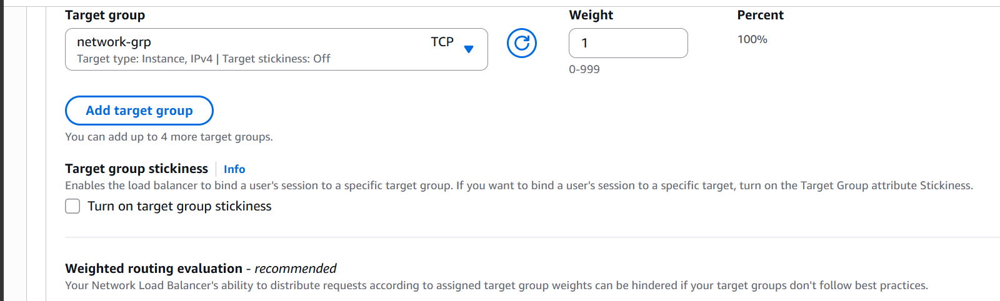 Target group
Weight
Percent
network-grp
TCP
Target type: Instance, IPv4 | Target stickiness: Off
1
100%
0-999
Add target group
You can add up to 4 more target groups.
Target group stickiness
Info
Enables the load balancer to bind a user's session to a specific target group. If you want to bind a user's session to a specific target, turn on the Target Group attribute Stickiness.
Turn on target group stickiness
Weighted routing evaluation - recommended
Your Network Load Balancer's ability to distribute requests according to assigned target group weights can be hindered if your target groups don't follow best practices.